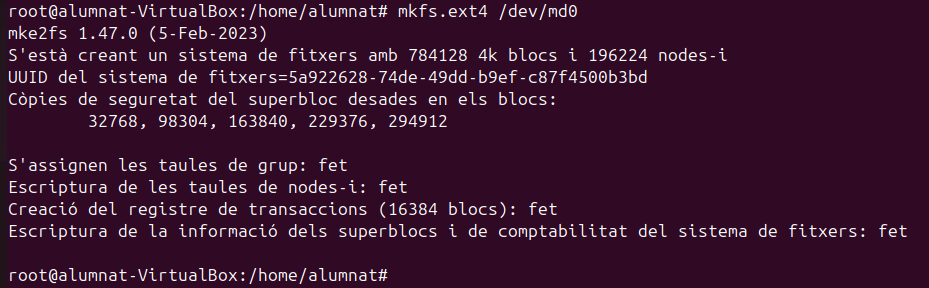 root@alumnat-VirtualBox:/home/alumnat# mkfs.ext4 /dev/md0
mke2fs 1.47.0 (5-Feb-2023)
S'està creant un sistema de fitxers amb 784128 4k blocs i 196224 nodes-i
UUID del sistema de fitxers=5a922628-74de-49dd-b9ef-c87f4500b3bd
Còpies de seguretat del superbloc desades en els blocs:
        32768, 98304, 163840, 229376, 294912

S'assignen les taules de grup: fet
Escriptura de les taules de nodes-i: fet
Creació del registre de transaccions (16384 blocs): fet
Escriptura de la informació dels superblocs i de comptabilitat del sistema de fitxers: fet

root@alumnat-VirtualBox:/home/alumnat#